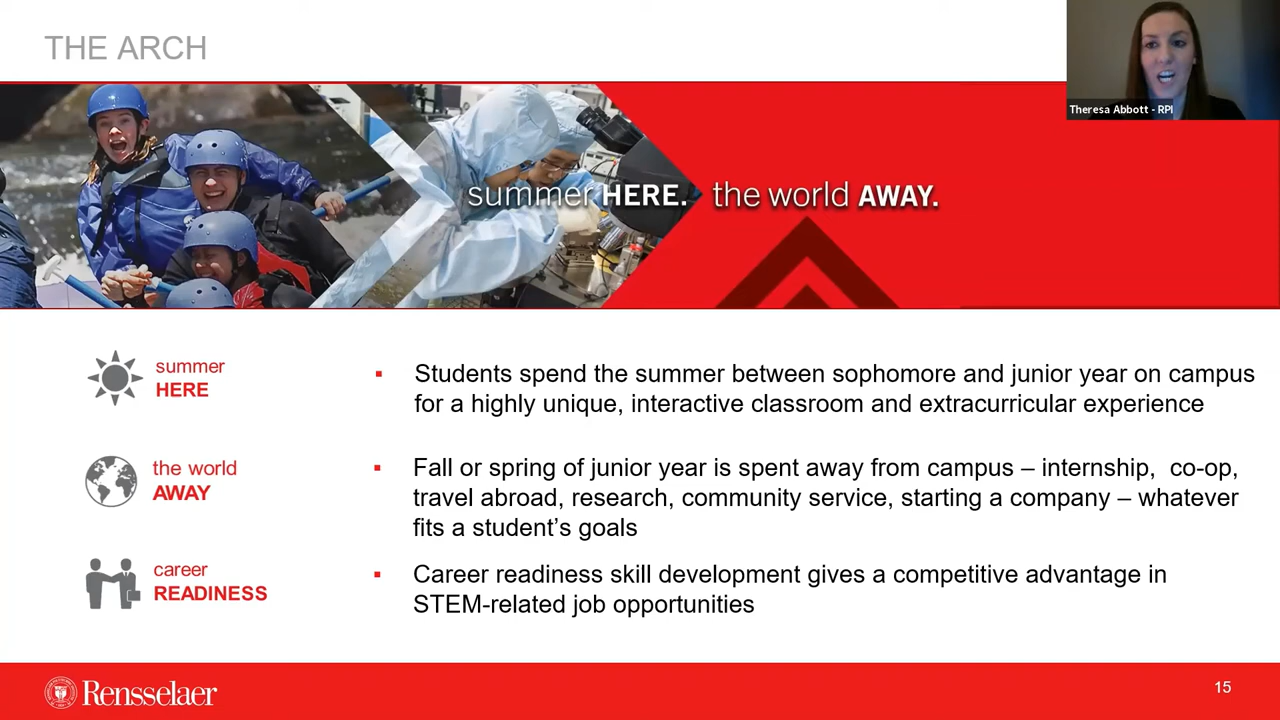 THE ARCH
Theresa Abbott - RPI
summer HERE. the world AWAY.
summer
HERE
▪ Students spend the summer between sophomore and junior year on campus
for a highly unique, interactive classroom and extracurricular experience
the world
AWAY
▪ Fall or spring of junior year is spent away from campus – internship, co-op,
travel abroad, research, community service, starting a company – whatever
fits a student’s goals
career
READINESS
▪ Career readiness skill development gives a competitive advantage in
STEM-related job opportunities
Rensselaer
15